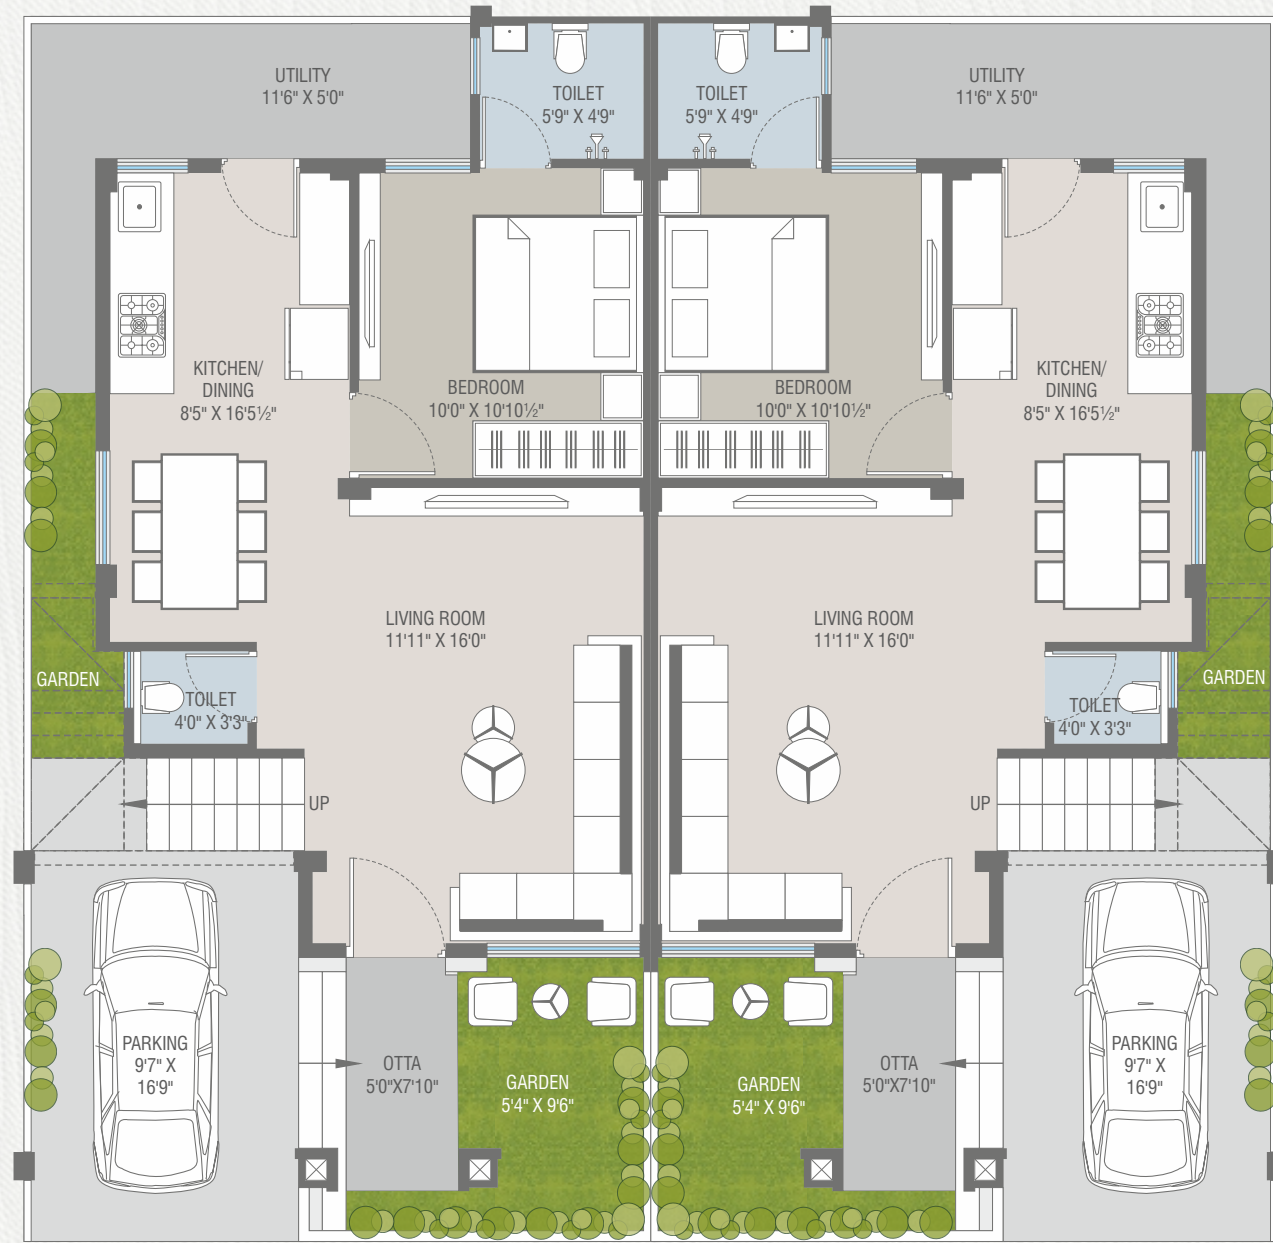 UTILITY
11'6" X 5'0"
TOILET
5'9" X 4'9"
TOILET
5'9" X 4'9"
UTILITY
11'6" X 5'0"
KITCHEN/
DINING
8'5" X 16'5½"
BEDROOM
10'0" X 10'10½"
BEDROOM
10'0" X 10'10½"
KITCHEN/
DINING
8'5" X 16'5½"
LIVING ROOM
11'11" X 16'0"
LIVING ROOM
11'11" X 16'0"
GARDEN
TOILET
4'0" X 3'3"
TOILET
4'0" X 3'3"
GARDEN
UP
UP
PARKING
9'7" X
16'9"
OTTA
5'0"X7'10"
GARDEN
5'4" X 9'6"
GARDEN
5'4" X 9'6"
OTTA
5'0"X7'10"
PARKING
9'7" X
16'9"